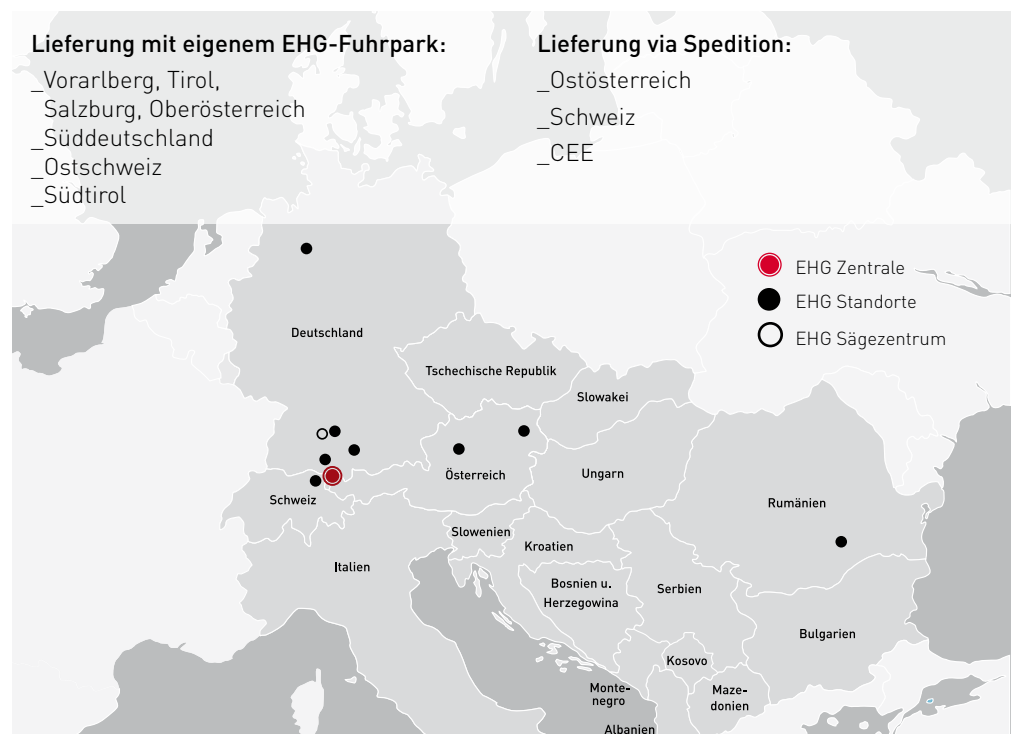 Lieferung mit eigenem EHG-Fuhrpark:
_Vorarlberg, Tirol,
Salzburg, Oberösterreich
_Süddeutschland
_Ostschweiz
_Südtirol
Lieferung via Spedition:
_Ostösterreich
_Schweiz
_CEE
EHG Zentrale
EHG Standorte
EHG Sägezentrum
Deutschland
Tschechische Republik
Slowakei
Österreich
Ungarn
Schweiz
Rumänien
Slowenien
Kroatien
Italien
Bosnien u.
Herzegowina
Serbien
Bulgarien
Kosovo
Monte-
negro
Maze-
donien
Albanien